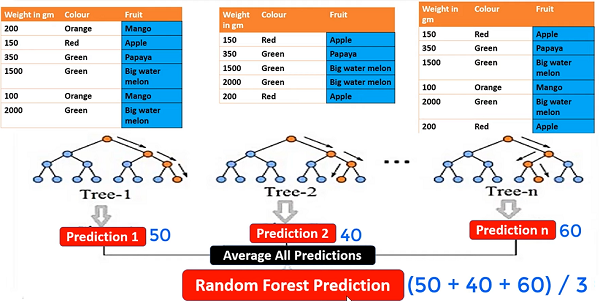 Weight in gm Colour Fruit
200 Orange Mango
150 Red Apple
350 Green Papaya
1500 Green Big water melon
100 Orange Mango
2000 Green Big water melon
Weight in gm Colour Fruit
150 Red Apple
350 Green Papaya
1500 Green Big water melon
2000 Green Big water melon
200 Red Apple
Weight in gm Colour Fruit
150 Red Apple
350 Green Papaya
1500 Green Big water melon
100 Orange Mango
2000 Green Big water melon
200 Red Apple
Tree-1
Tree-2
Tree-n
Prediction 1 50
Prediction 2 40
Prediction n 60
Average All Predictions
Random Forest Prediction (50 + 40 + 60) / 3